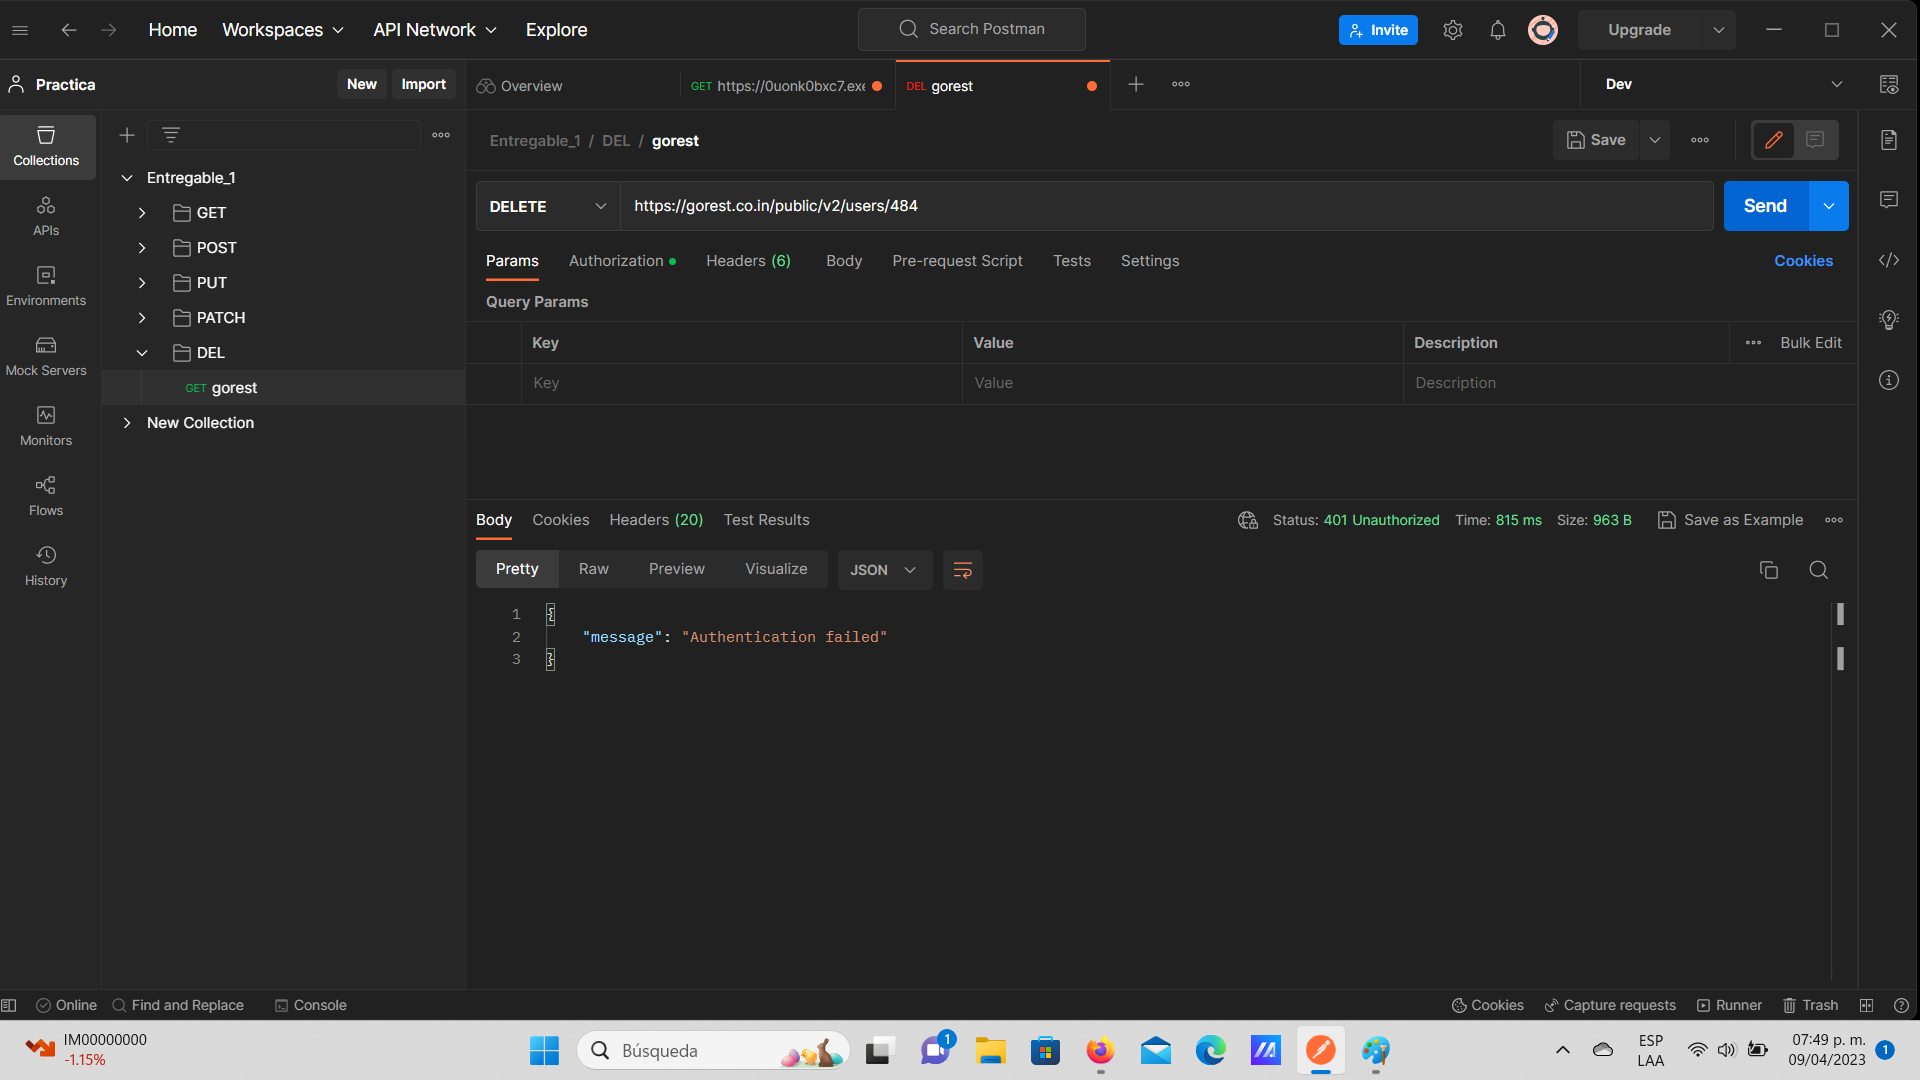 Home Workspaces API Network Explore Search Postman Invite Upgrade
Practica New Import Overview GET https://0uonk0bxc7.exe DEL gorest Dev
Collections
APIs
Environments
Mock Servers
Monitors
Flows
History
Entregable_1
GET
POST
PUT
PATCH
DEL
GET gorest
New Collection
Entregable_1 / DEL / gorest Save
DELETE https://gorest.co.in/public/v2/users/484 Send
Params Authorization Headers (6) Body Pre-request Script Tests Settings Cookies
Query Params
Key Value Description Bulk Edit
Key Value Description
Body Cookies Headers (20) Test Results Status: 401 Unauthorized Time: 815 ms Size: 963 B Save as Example
Pretty Raw Preview Visualize JSON
1 {
2 "message": "Authentication failed"
3 }
Online Find and Replace Console Cookies Capture requests Runner Trash
IM00000000
-1.15%
Búsqueda
1
ESP
LAA
07:49 p. m.
09/04/2023
1